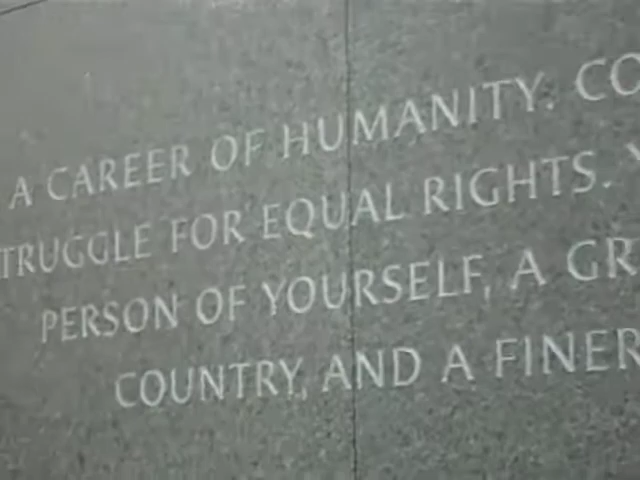 A CAREER OF HUMANITY. CO
TRUGGLE FOR EQUAL RIGHTS. Y
PERSON OF YOURSELF, A GR
COUNTRY, AND A FINER